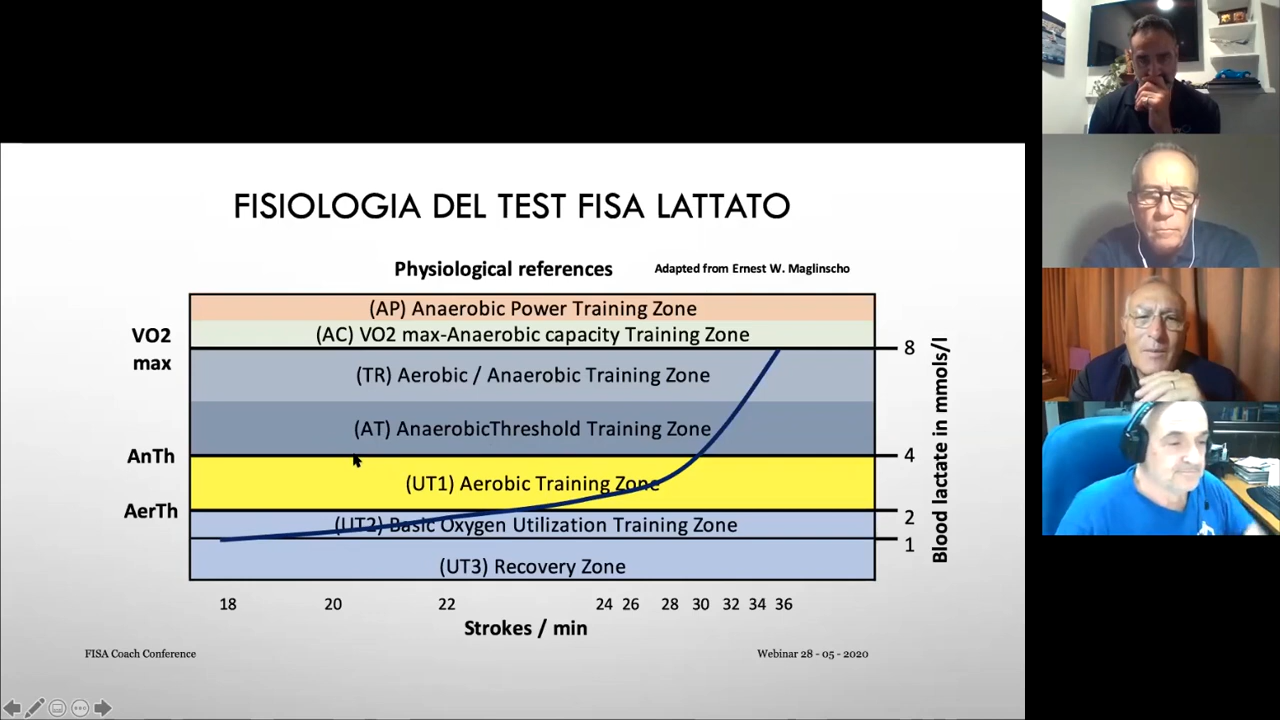 FISIOLOGIA DEL TEST FISA LATTATO
Physiological references
Adapted from Ernest W. Maglinscho
(AP) Anaerobic Power Training Zone
VO2 max
(AC) VO2 max-Anaerobic capacity Training Zone
8
(TR) Aerobic / Anaerobic Training Zone
(AT) AnaerobicThreshold Training Zone
AnTh
4
(UT1) Aerobic Training Zone
AerTh
2
(UT2) Basic Oxygen Utilization Training Zone
1
(UT3) Recovery Zone
Blood lactate in mmols/l
18 20 22 24 26 28 30 32 34 36
Strokes / min
FISA Coach Conference
Webinar 28 - 05 - 2020